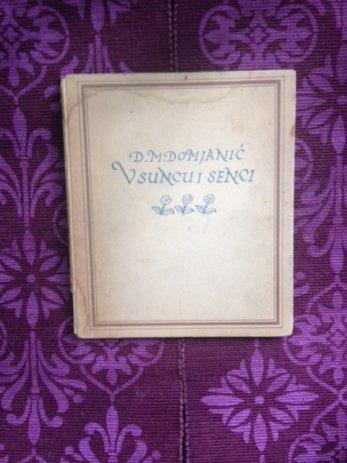 D.M DOMJANIĆ
V SUNCU I SENCI